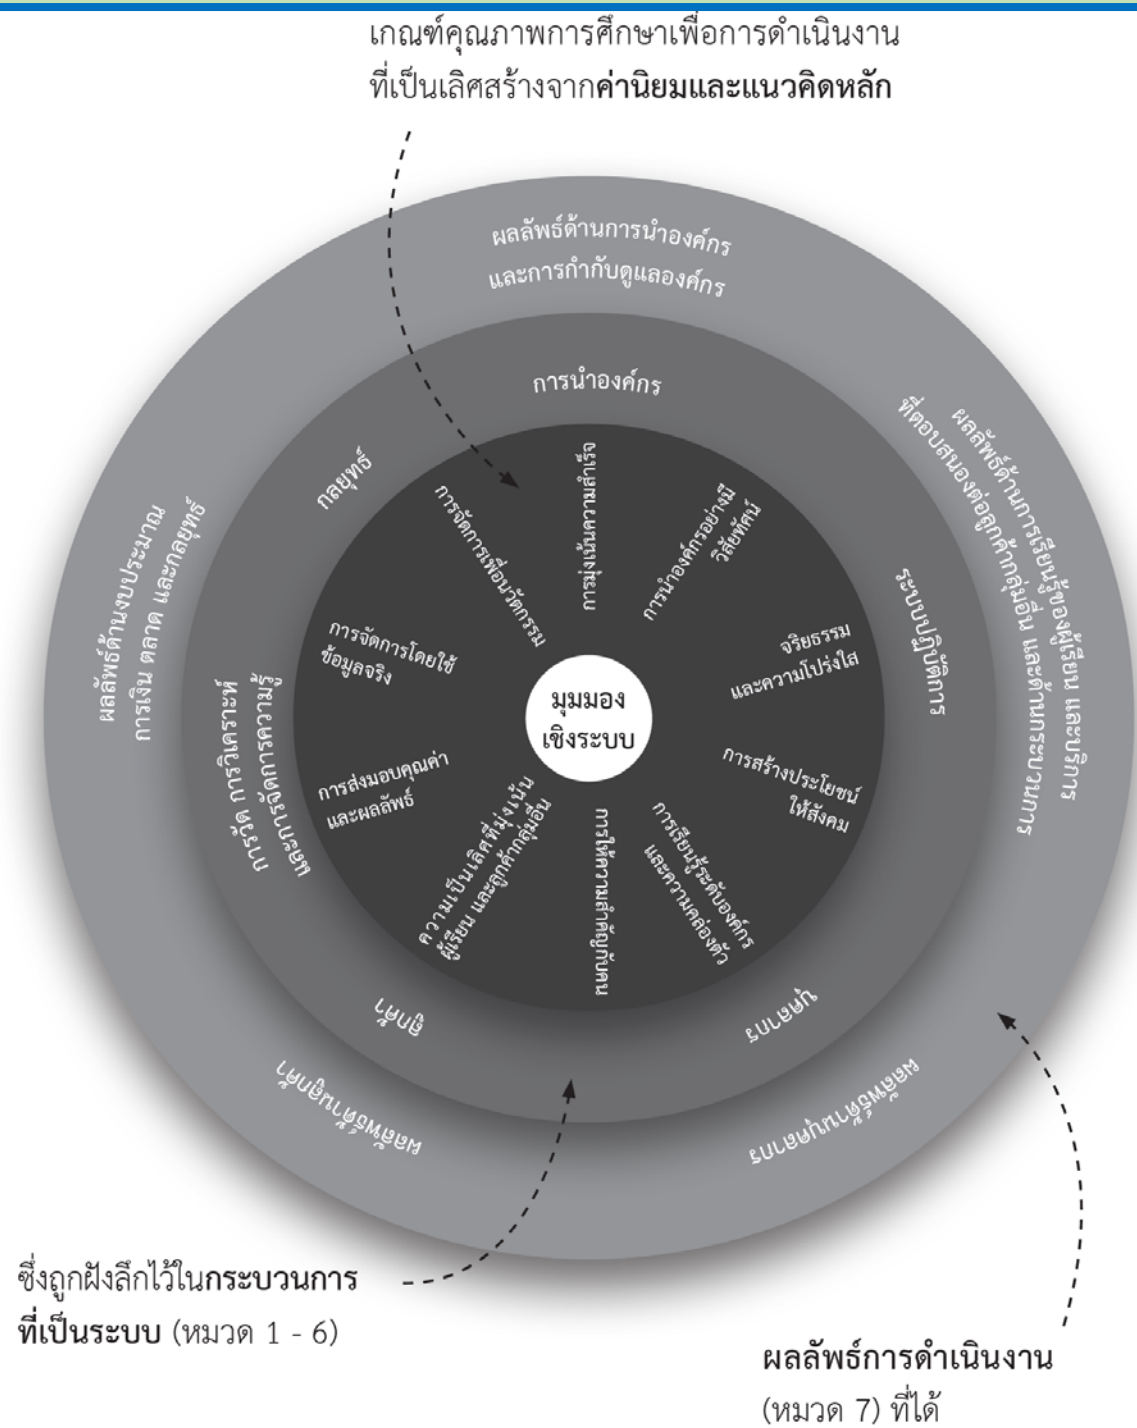 เกณฑ์คุณภาพการศึกษาเพื่อการดำเนินงาน
ที่เป็นเลิศสร้างจากค่านิยมและแนวคิดหลัก
ผลลัพธ์ด้านการนำองค์กร
และการกำกับดูแลองค์กร
การนำองค์กร
กลยุทธ์
ระบบปฏิบัติการ
ผลลัพธ์ด้านการเรียนรู้ของผู้เรียน และบริการ
ที่ตอบสนองต่อลูกค้ากลุ่มอื่น และด้านกระบวนการ
ผลลัพธ์ด้านงบประมาณ
การเงิน ตลาด และกลยุทธ์
การมุ่งเน้นความสำเร็จ
การนำองค์กรอย่างมี
วิสัยทัศน์
การจัดการเพื่อนวัตกรรม
จริยธรรม
และความโปร่งใส
การจัดการโดยใช้
ข้อมูลจริง
มุมมอง
เชิงระบบ
การวัด การวิเคราะห์
และการจัดการความรู้
การส่งมอบคุณค่า
และผลลัพธ์
การสร้างประโยชน์
ให้สังคม
ความเป็นเลิศที่มุ่งเน้น
ผู้เรียน และลูกค้ากลุ่มอื่น
การให้ความสำคัญกับคน
การเรียนรู้ระดับองค์กร
และความคล่องตัว
ลูกค้า
บุคลากร
ผลลัพธ์ด้านลูกค้า
ผลลัพธ์ด้านบุคลากร
ซึ่งถูกฝังลึกไว้ในกระบวนการ
ที่เป็นระบบ (หมวด 1 - 6)
ผลลัพธ์การดำเนินงาน
(หมวด 7) ที่ได้